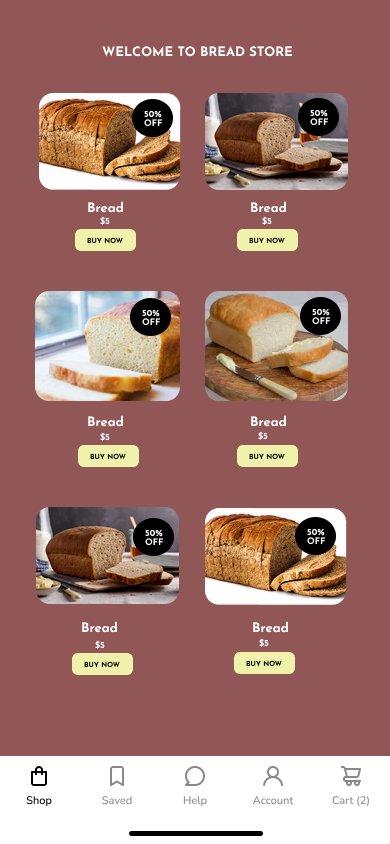 WELCOME TO BREAD STORE
50%
OFF
50%
OFF
Bread
$5
BUY NOW
Bread
$5
BUY NOW
50%
OFF
50%
OFF
Bread
$5
BUY NOW
Bread
$5
BUY NOW
50%
OFF
50%
OFF
Bread
$5
BUY NOW
Bread
$5
BUY NOW
Shop
Saved
Help
Account
Cart (2)